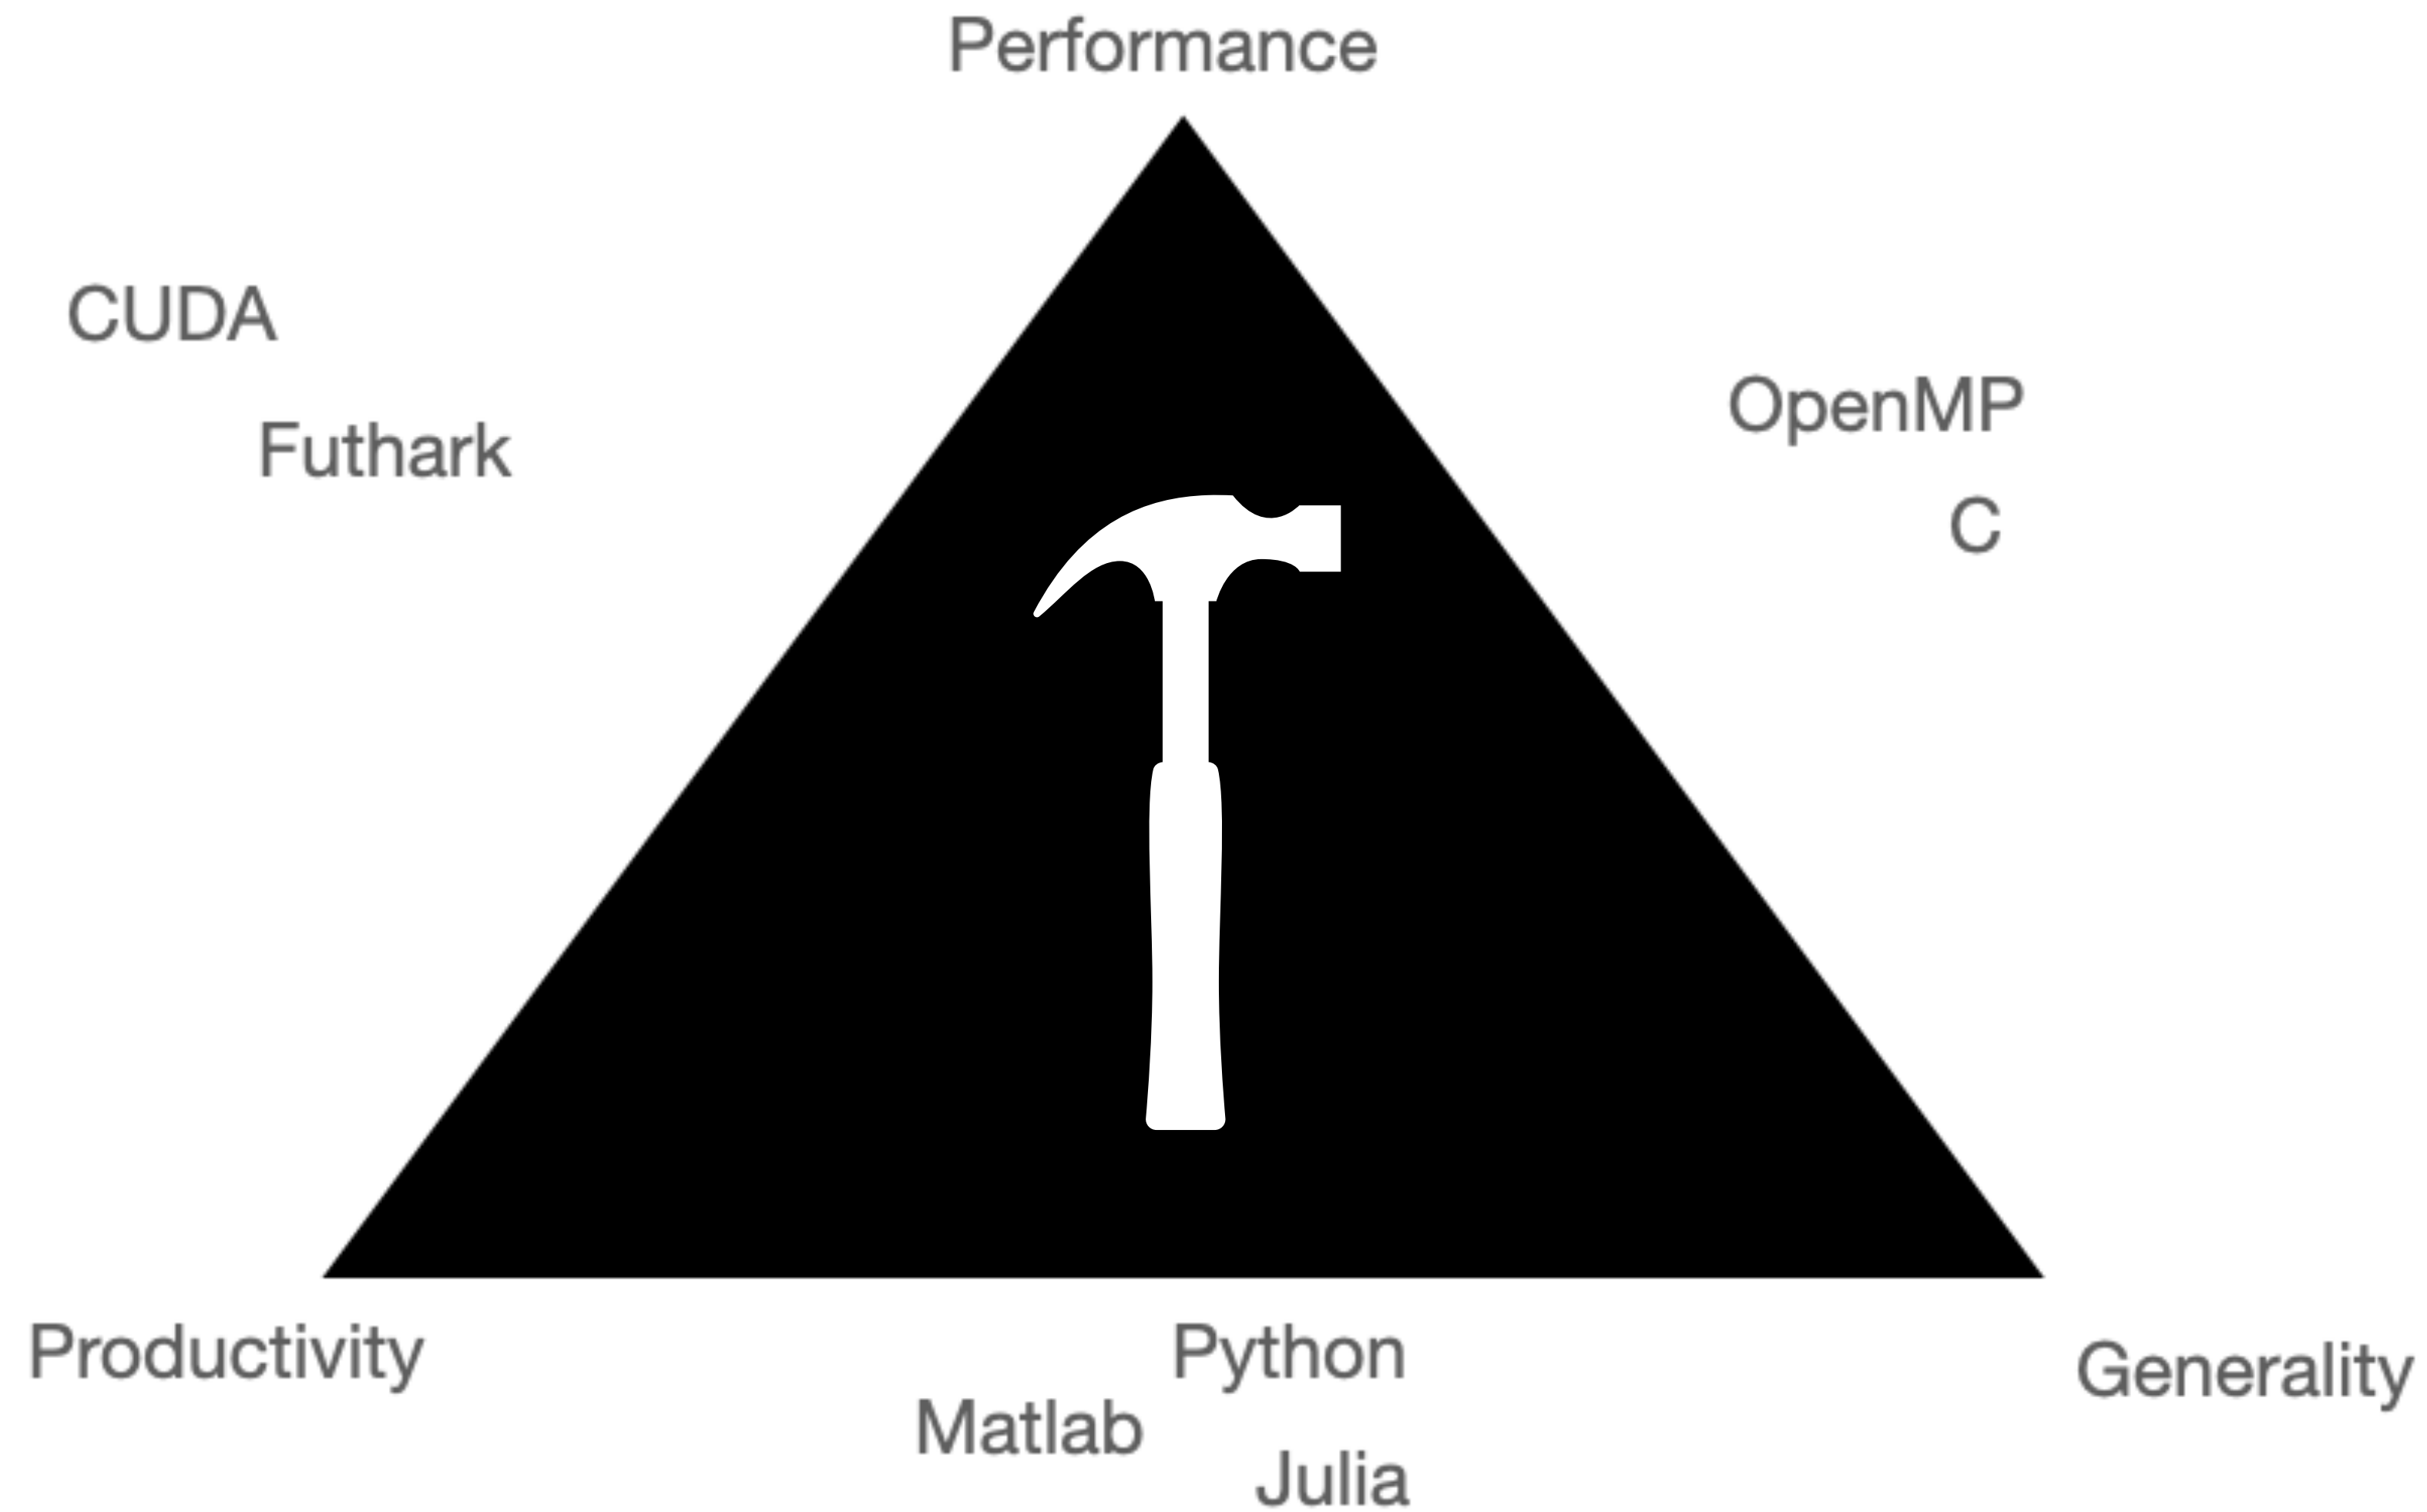 Performance
CUDA
OpenMP
Futhark
C
Productivity
Python
Generality
Matlab
Julia